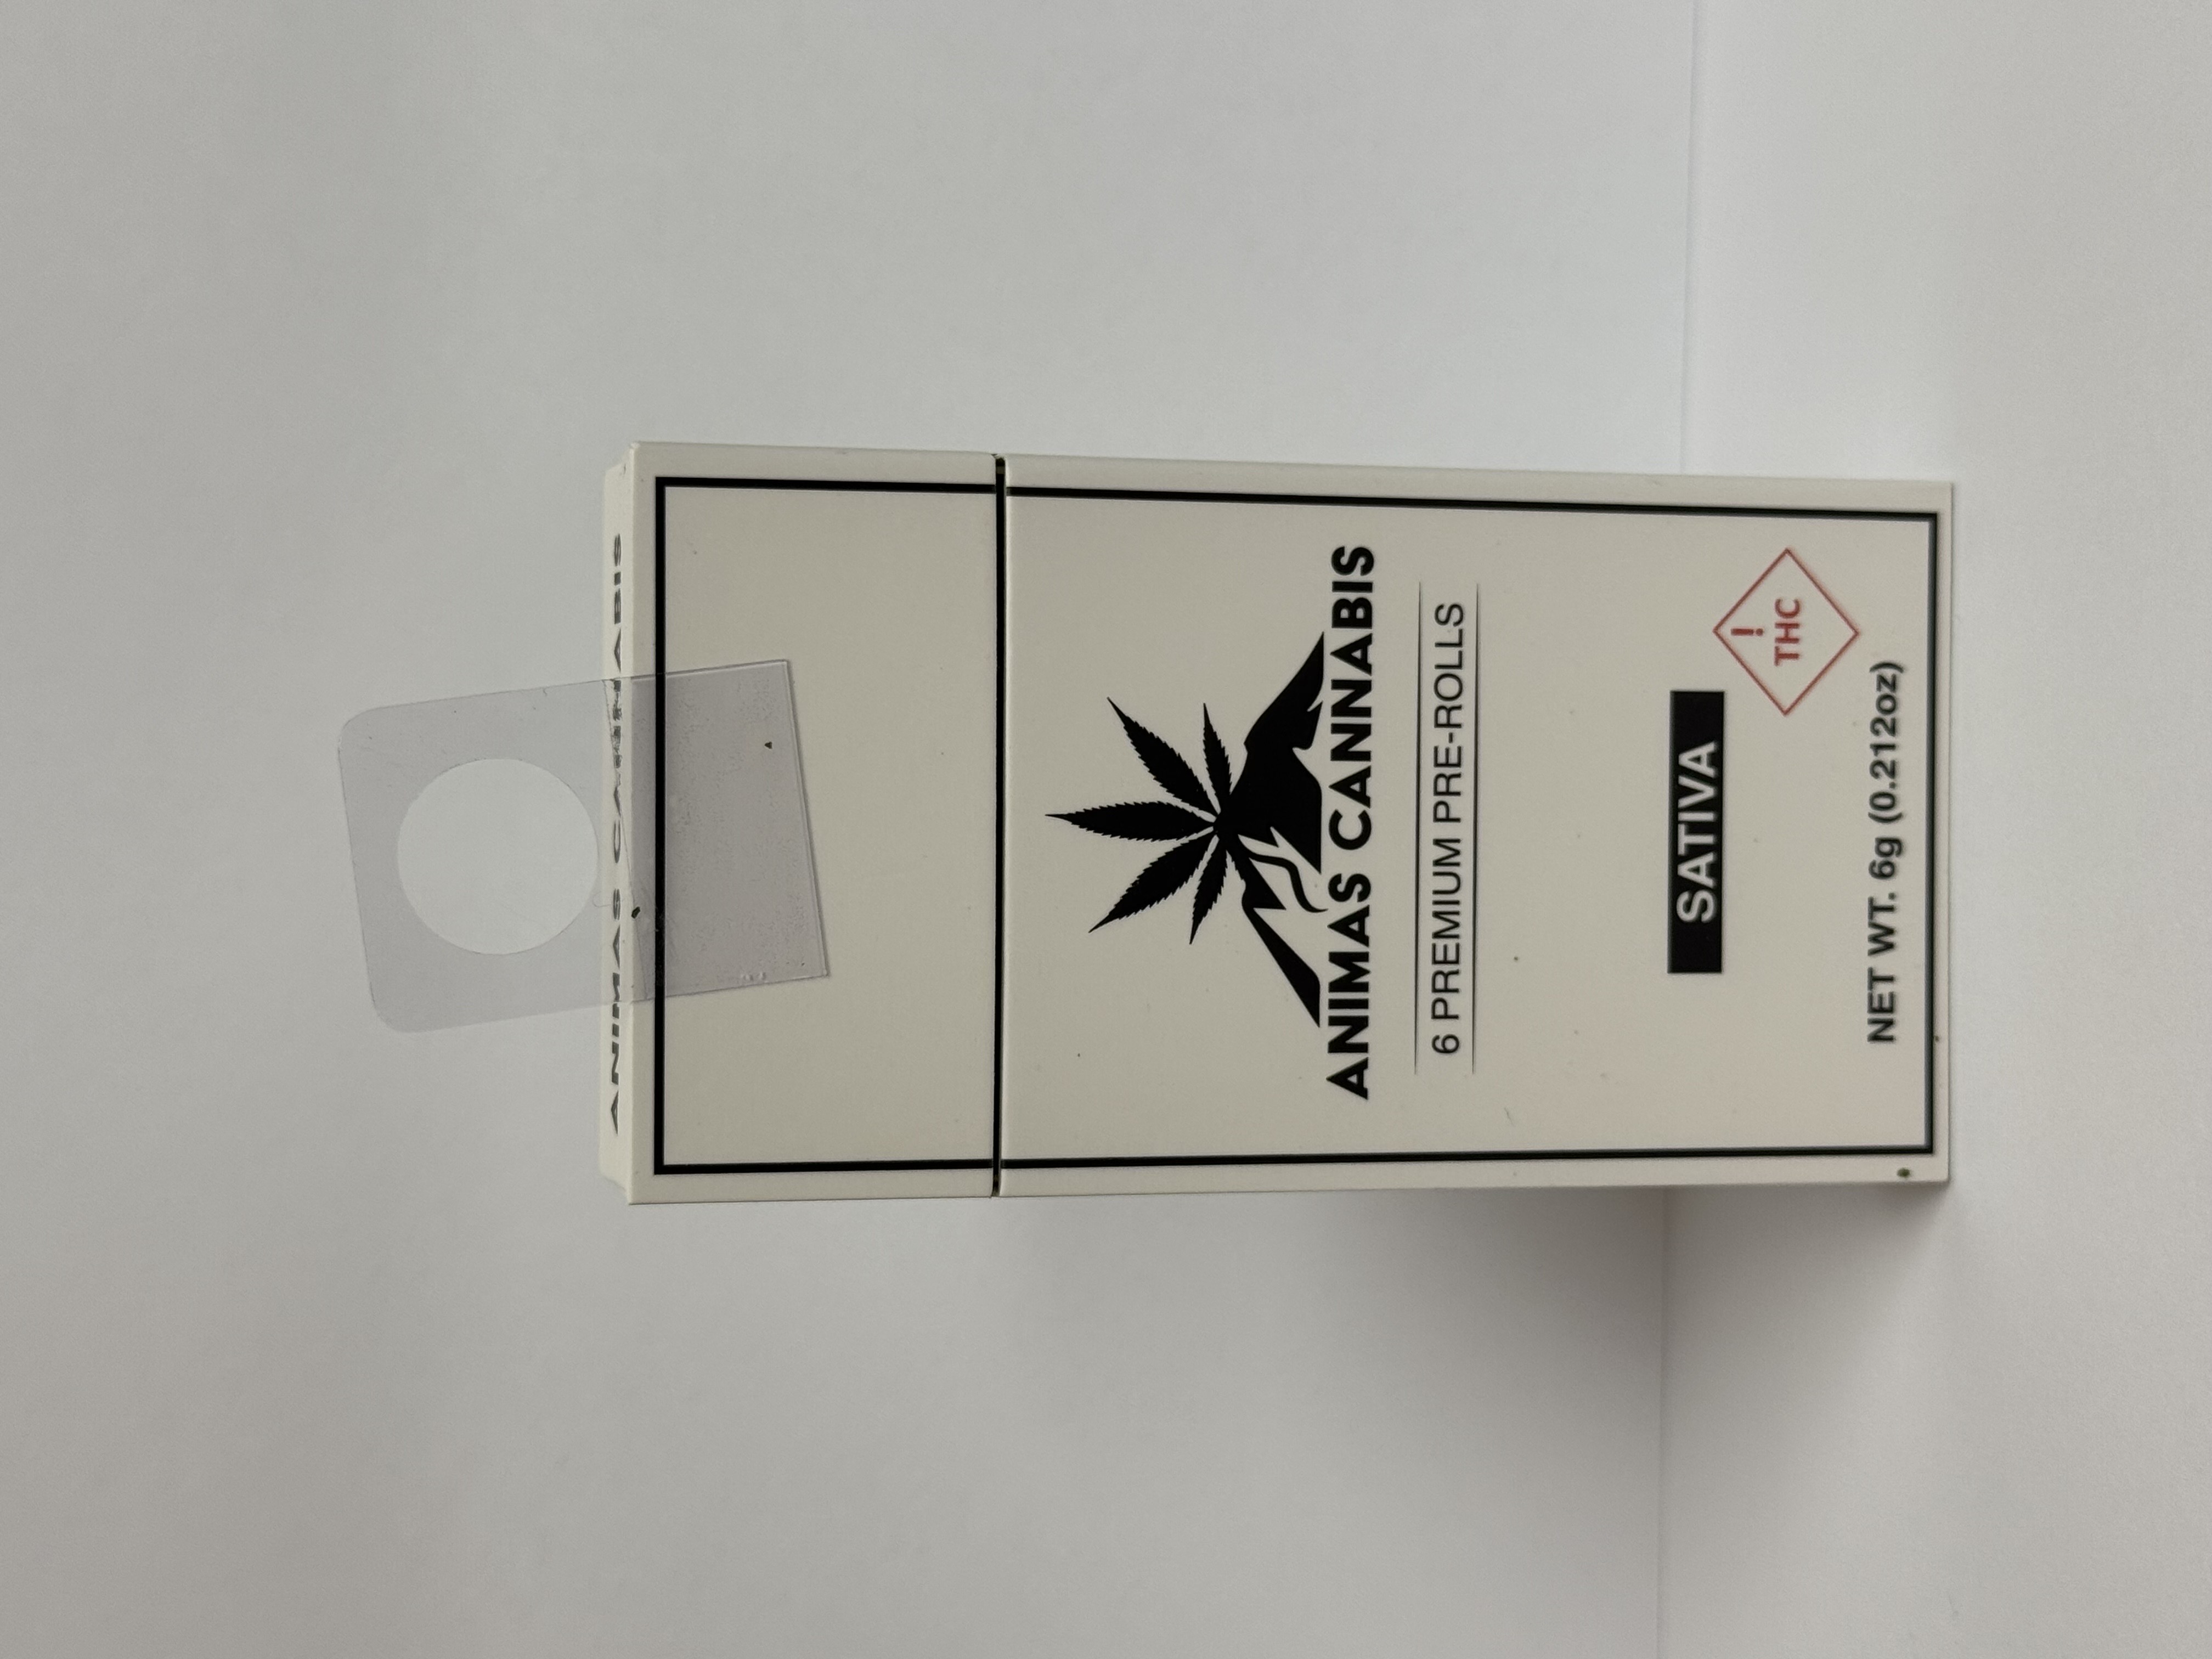 ANIMAS CANNABIS
ANIMAS CANNABIS
6 PREMIUM PRE-ROLLS
SATIVA
!
THC
NET WT. 6g (0.212oz)